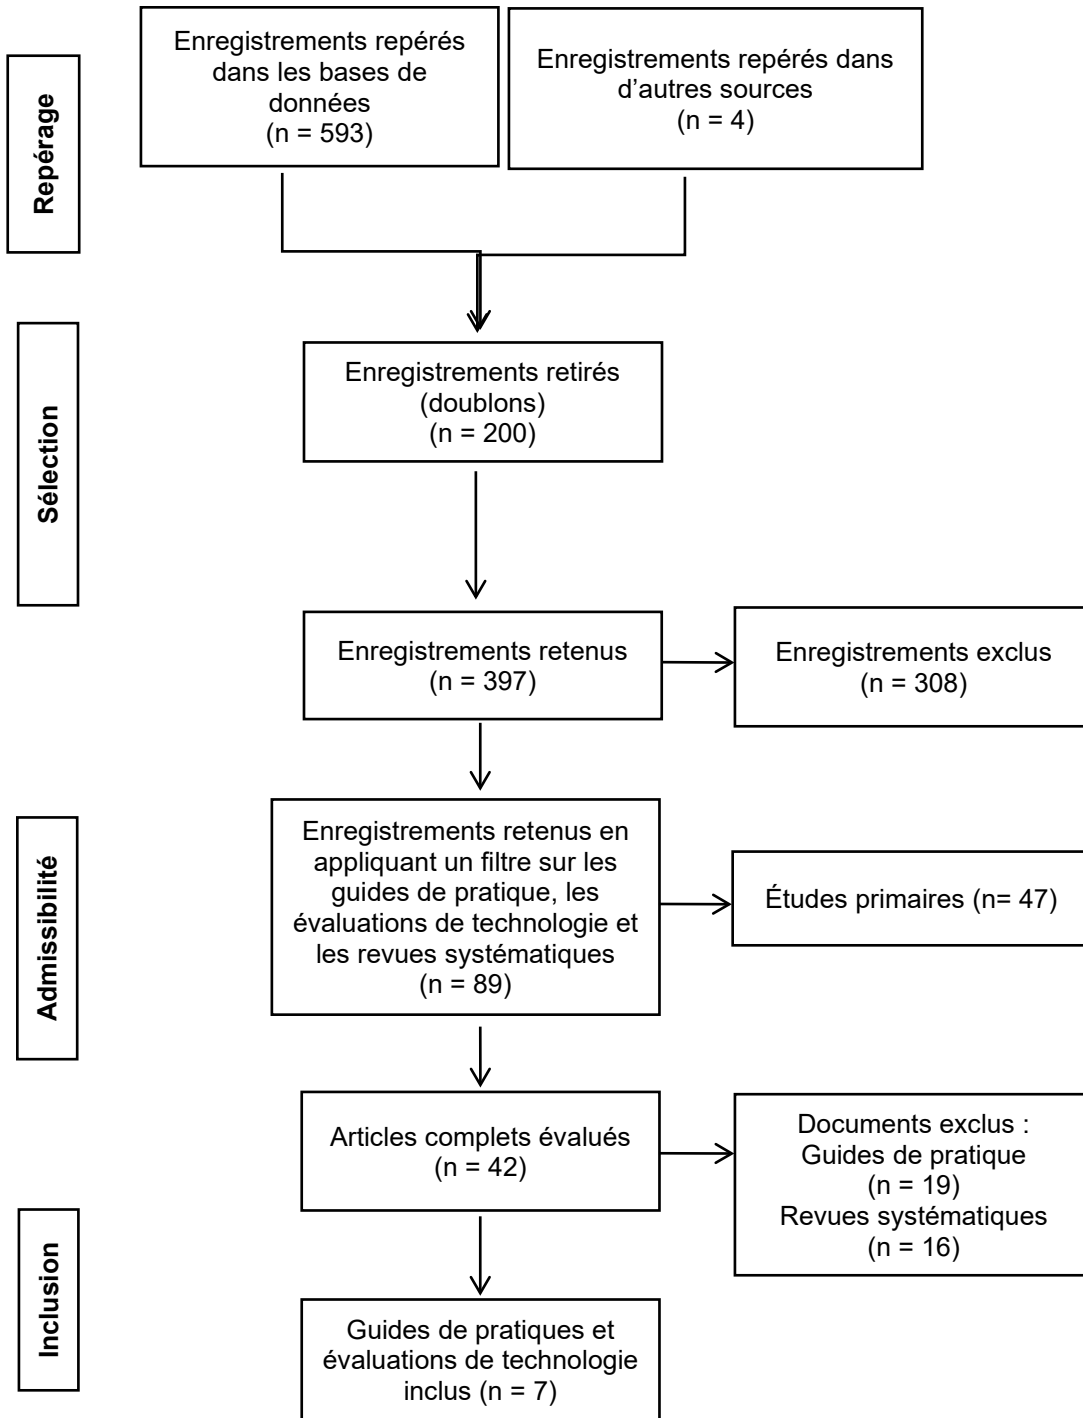 Repérage
Enregistrements repérés
dans les bases de
données
(n = 593)
Enregistrements repérés dans
d’autres sources
(n = 4)
Sélection
Enregistrements retirés
(doublons)
(n = 200)
Enregistrements retenus
(n = 397)
Enregistrements exclus
(n = 308)
Admissibilité
Enregistrements retenus en
appliquant un filtre sur les
guides de pratique, les
évaluations de technologie et
les revues systématiques
(n = 89)
Études primaires (n= 47)
Articles complets évalués
(n = 42)
Documents exclus :
Guides de pratique
(n = 19)
Revues systématiques
(n = 16)
Inclusion
Guides de pratiques et
évaluations de technologie
inclus (n = 7)